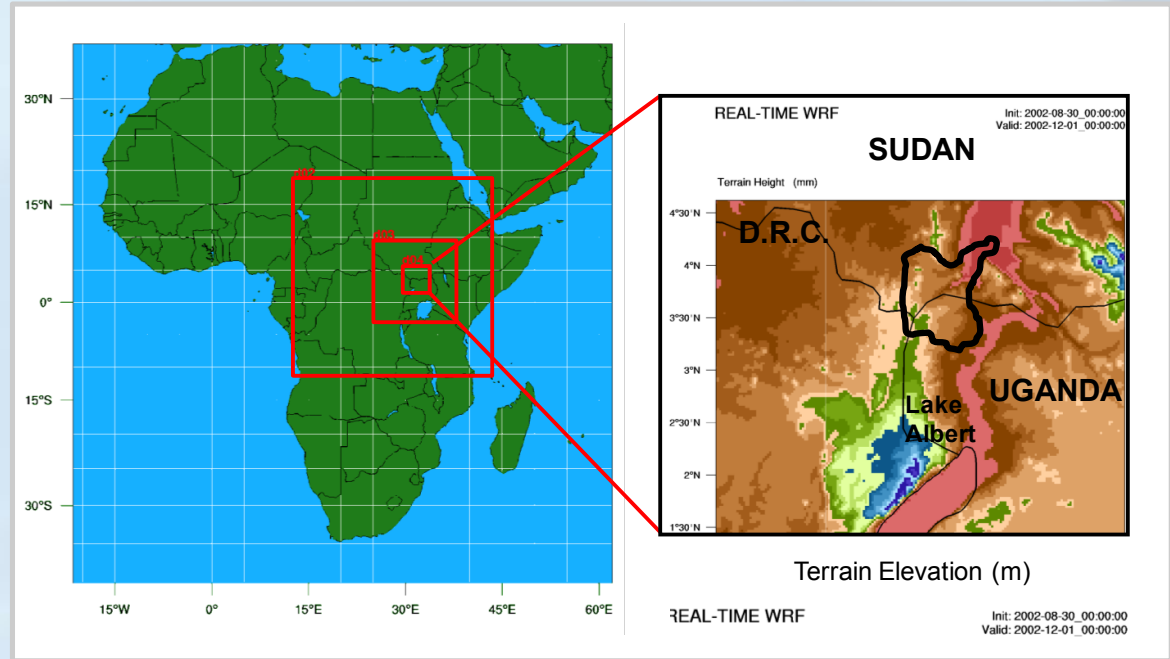 30°N
15°N
0°
15°S
30°S
15°W 0° 15°E 30°E 45°E 60°E
d02
d03
d04
REAL-TIME WRF
Init: 2002-08-30_00:00:00
Valid: 2002-12-01_00:00:00
SUDAN
Terrain Height (mm)
4°30'N
D.R.C.
4°N
3°30'N
3°N
UGANDA
Lake
Albert
2°30'N
2°N
1°30'N
Terrain Elevation (m)
REAL-TIME WRF
Init: 2002-08-30_00:00:00
Valid: 2002-12-01_00:00:00